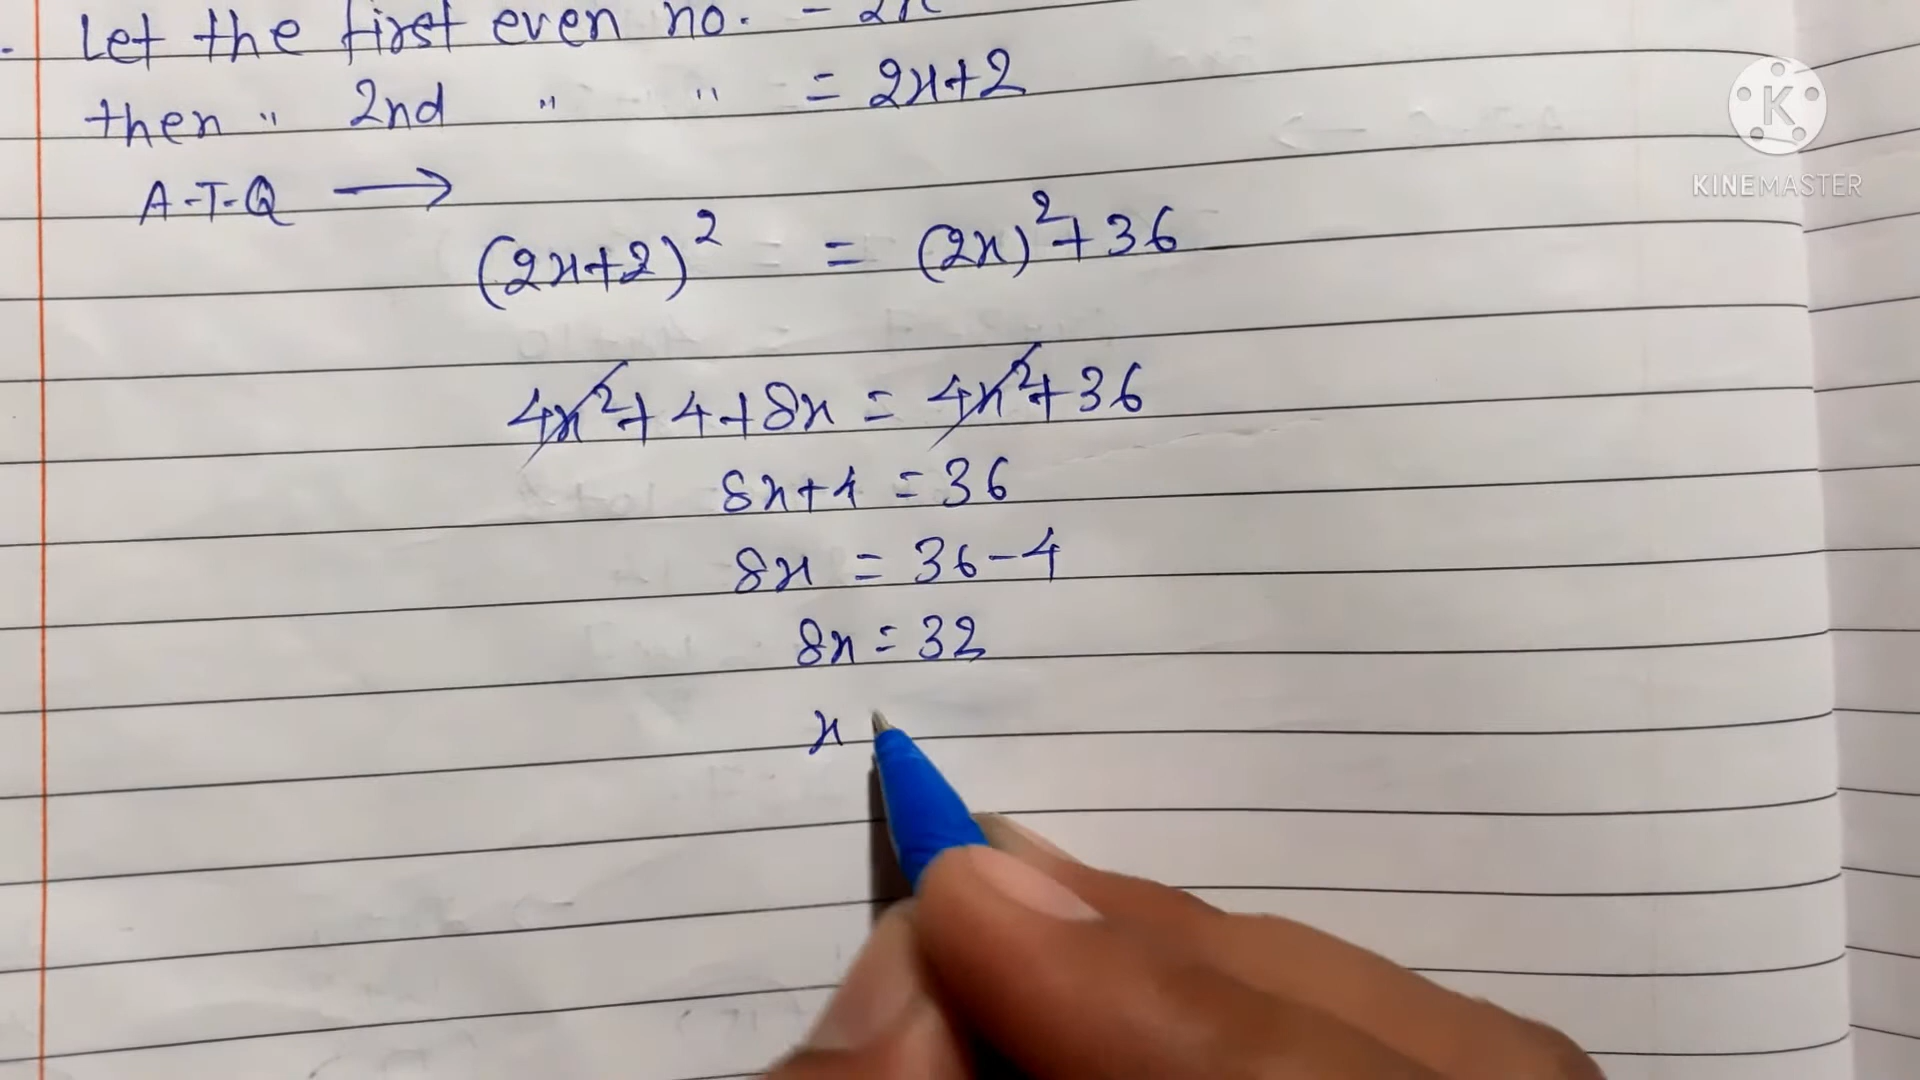 Let the first even no. = 2x
then " 2nd " " = 2x+2
A-T-Q →
(2x+2)² = (2x)²+36
4x²+4+8x = 4x²+36
8x+4 = 36
8x = 36-4
8x = 32
x
KINEMASTER